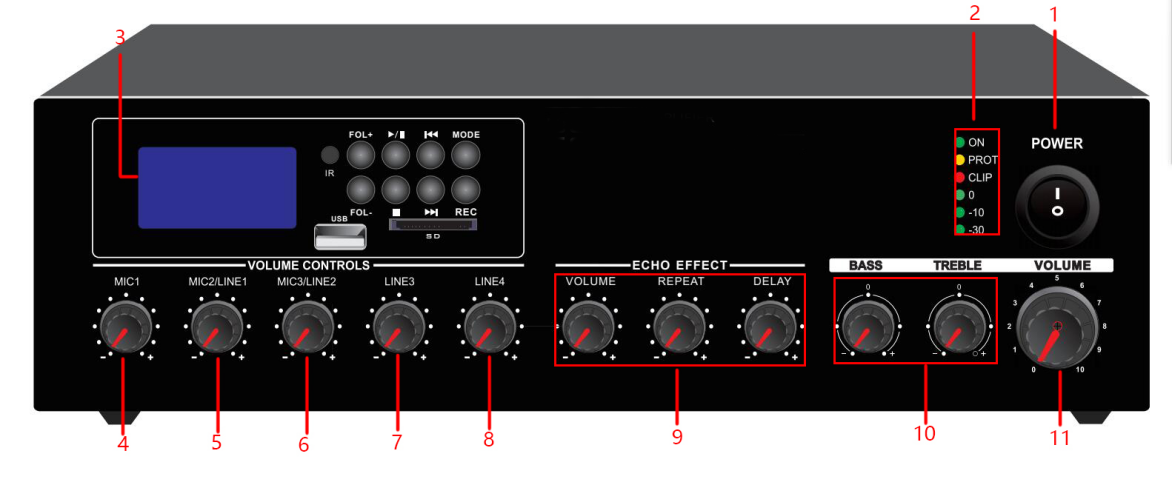 2 1
3
FOL+ ▶/II I◀◀ MODE
ON
POWER
PROT
IR
CLIP
I
0
O
FOL- ■ ▶▶I REC
-10
USB
SD
-30
VOLUME CONTROLS
ECHO EFFECT
BASS TREBLE VOLUME
MIC1 MIC2/LINE1 MIC3/LINE2 LINE3 LINE4
VOLUME REPEAT DELAY
0 0
0 1 2 3 4 5 6 7 8 9 10
- + - + - + - + - +
- + - + - +
- + - +
4 5 6 7 8 9 10 11